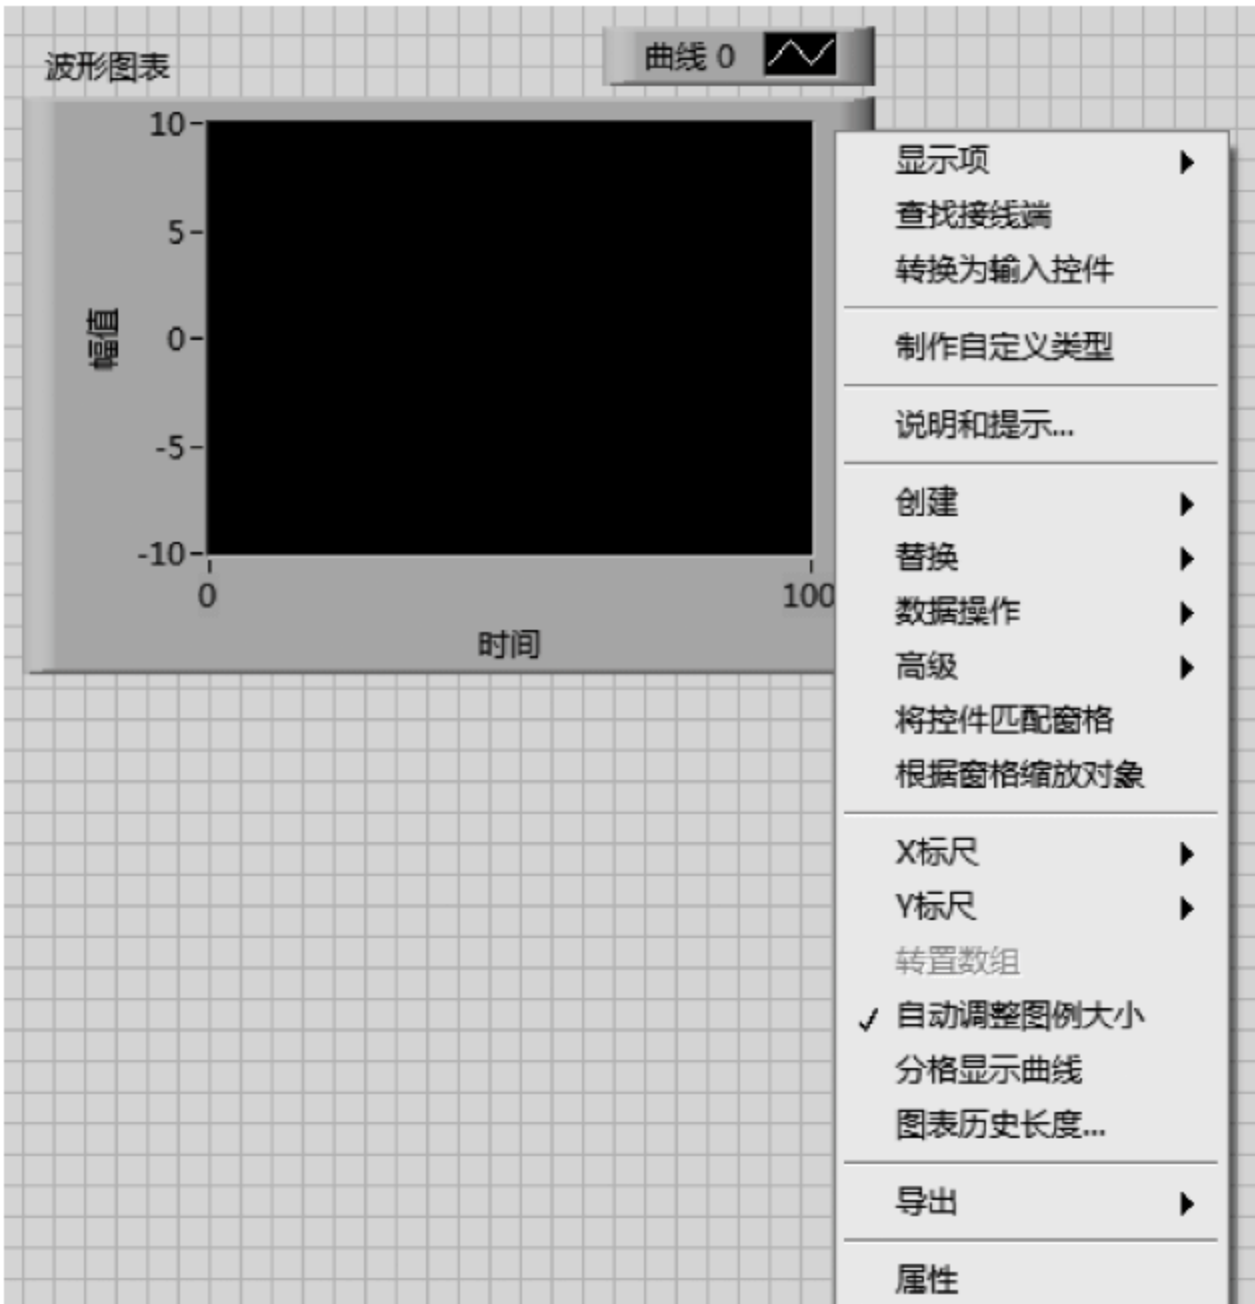 波形图表
曲线 0
10
5
0
-5
-10
幅值
0
100
时间
显示项
查找接线端
转换为输入控件
制作自定义类型
说明和提示...
创建
替换
数据操作
高级
将控件匹配窗格
根据窗格缩放对象
X标尺
Y标尺
转置数组
自动调整图例大小
分格显示曲线
图表历史长度...
导出
属性